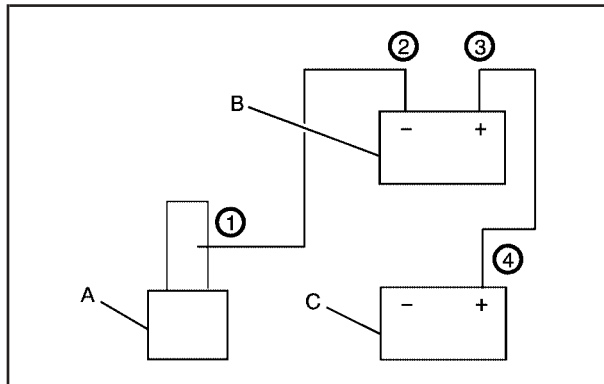 ② ③
B
− +
①
④
A
C
− +